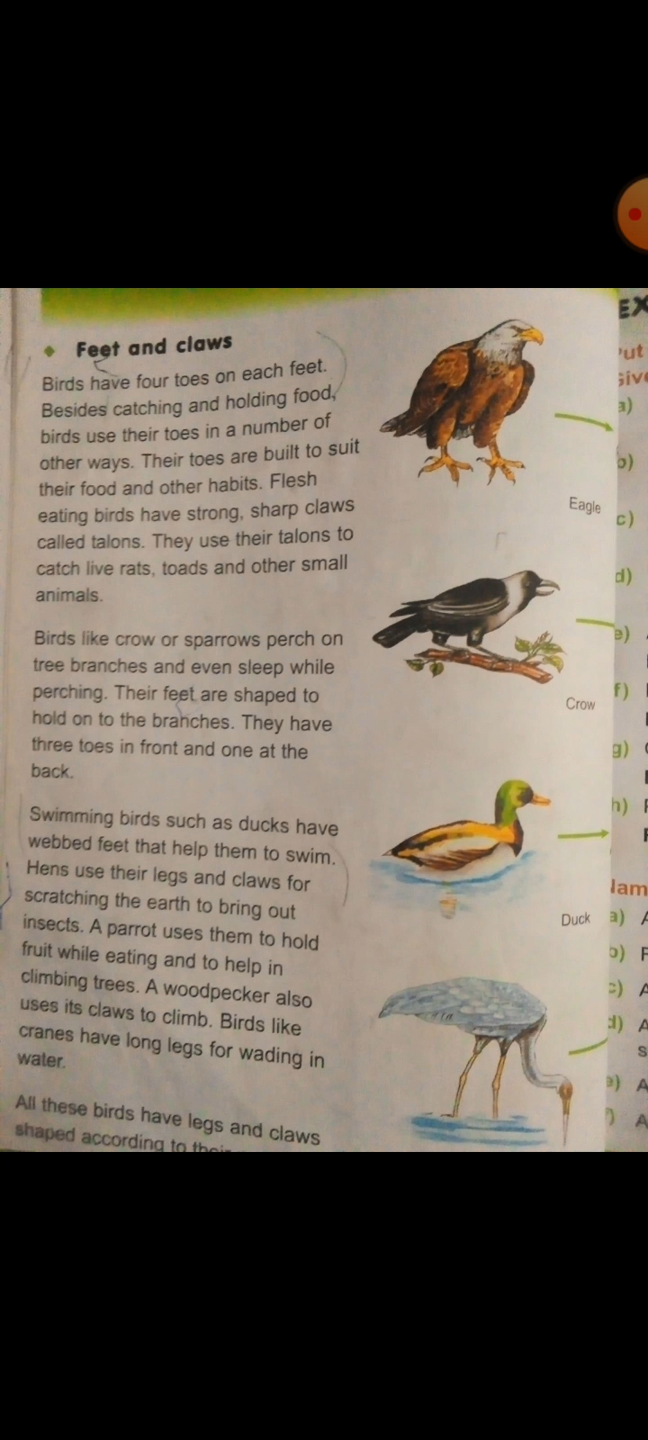 Feet and claws
Birds have four toes on each feet.
Besides catching and holding food,
birds use their toes in a number of
other ways. Their toes are built to suit
their food and other habits. Flesh
eating birds have strong, sharp claws
called talons. They use their talons to
catch live rats, toads and other small
animals.
Birds like crow or sparrows perch on
tree branches and even sleep while
perching. Their feet are shaped to
hold on to the branches. They have
three toes in front and one at the
back.
Swimming birds such as ducks have
webbed feet that help them to swim.
Hens use their legs and claws for
scratching the earth to bring out
insects. A parrot uses them to hold
fruit while eating and to help in
climbing trees. A woodpecker also
uses its claws to climb. Birds like
cranes have long legs for wading in
water.
All these birds have legs and claws
shaped according to
Eagle
Crow
Duck
EX
a)
b)
c)
d)
e)
f)
g)
h)
a) A
b)
c) A
d) A
s
e) A
A